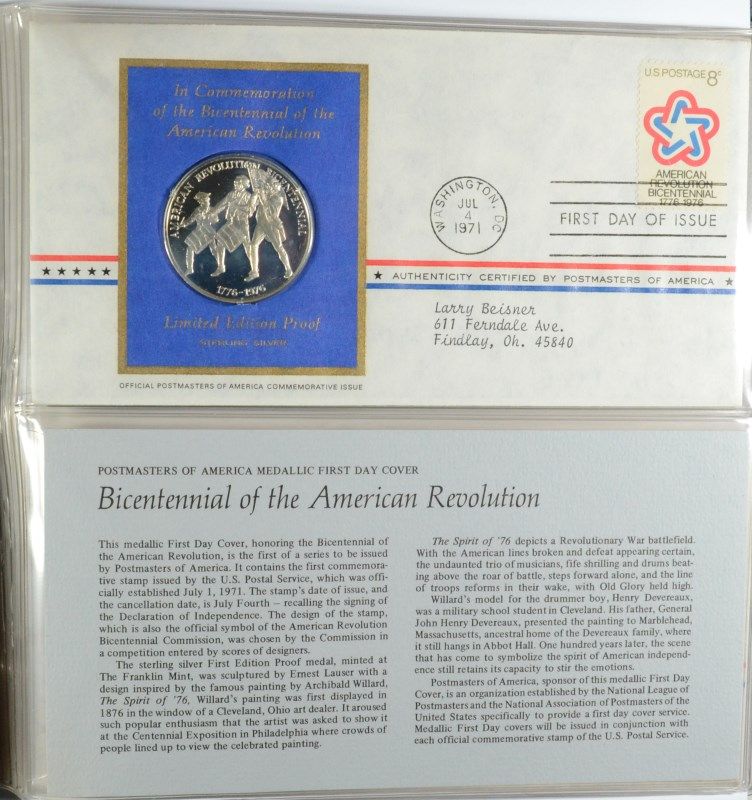 In Commemoration
of the Bicentennial of the
American Revolution
AMERICAN REVOLUTION BICENTENNIAL
1776-1976
Limited Edition Proof
STERLING SILVER
OFFICIAL POSTMASTERS OF AMERICA COMMEMORATIVE ISSUE
U.S. POSTAGE 8c
AMERICAN
REVOLUTION
BICENTENNIAL
1776-1976
WASHINGTON, DC
JUL
4
1971
FIRST DAY OF ISSUE
★ ★ ★ ★ ★
★ AUTHENTICITY CERTIFIED BY POSTMASTERS OF AMERICA ★
Larry Beisner
611 Ferndale Ave.
Findlay, Oh. 45840
POSTMASTERS OF AMERICA MEDALLIC FIRST DAY COVER
Bicentennial of the American Revolution
This medallic First Day Cover, honoring the Bicentennial of
the American Revolution, is the first of a series to be issued
by Postmasters of America. It contains the first commemora-
tive stamp issued by the U.S. Postal Service, which was offi-
cially established July 1, 1971. The stamp's date of issue, and
the cancellation date, is July Fourth – recalling the signing of
the Declaration of Independence. The design of the stamp,
which is also the official symbol of the American Revolution
Bicentennial Commission, was chosen by the Commission in
a competition entered by scores of designers.
The sterling silver First Edition Proof medal, minted at
The Franklin Mint, was sculptured by Ernest Lauser with a
design inspired by the famous painting by Archibald Willard,
The Spirit of '76, Willard's painting was first displayed in
1876 in the window of a Cleveland, Ohio art dealer. It aroused
such popular enthusiasm that the artist was asked to show it
at the Centennial Exposition in Philadelphia where crowds of
people lined up to view the celebrated painting.
The Spirit of '76 depicts a Revolutionary War battlefield.
With the American lines broken and defeat appearing certain,
the undaunted trio of musicians, fife shrilling and drums beat-
ing above the roar of battle, steps forward alone, and the line
of troops reforms in their wake, with Old Glory held high.
Willard's model for the drummer boy, Henry Devereaux,
was a military school student in Cleveland. His father, General
John Henry Devereux, presented the painting to Marblehead,
Massachusetts, ancestral home of the Devereaux family, where
it still hangs in Abbot Hall. One hundred years later, the scene
that has come to symbolize the spirit of American independ-
ence still retains its capacity to stir the emotions.
Postmasters of America, sponsor of this medallic First Day
Cover, is an organization established by the National League of
Postmasters and the National Association of Postmasters of the
United States specifically to provide a first day cover service.
Medallic First Day covers will be issued in conjunction with
each official commemorative stamp of the U.S. Postal Service.